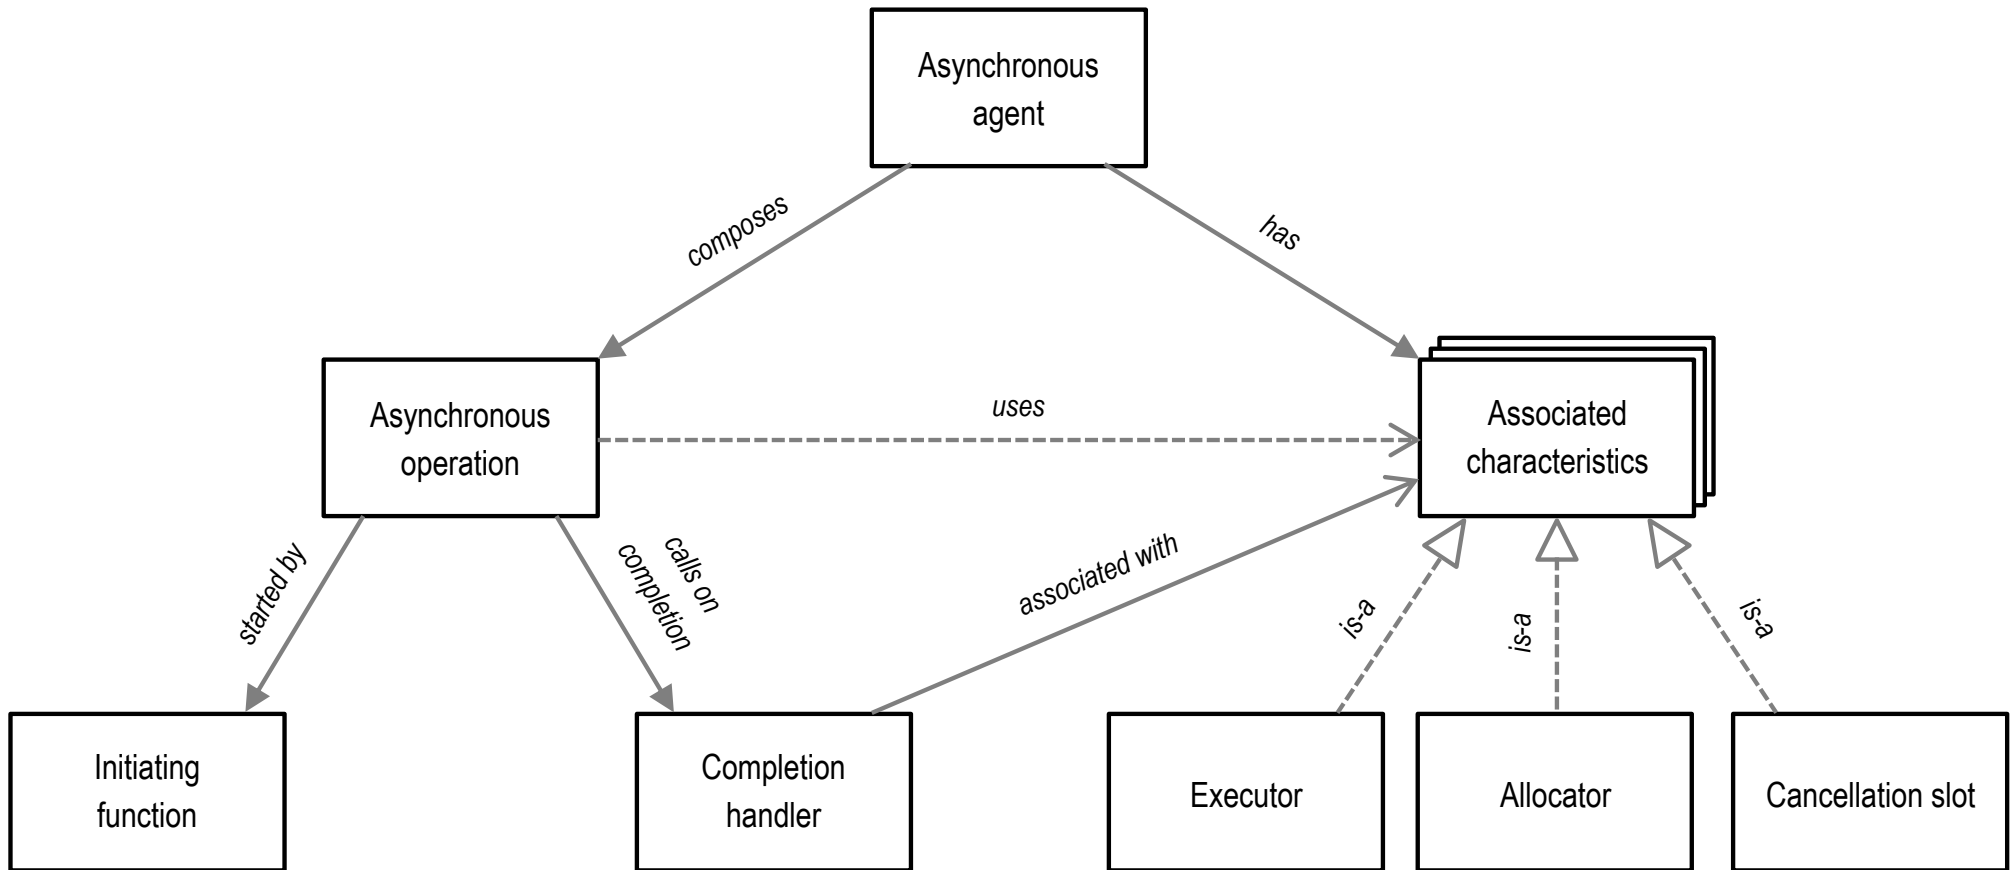 Asynchronous
agent
composes
has
Asynchronous
operation
uses
Associated
characteristics
started by
calls on
completion
associated with
is-a
is-a
is-a
Initiating
function
Completion
handler
Executor
Allocator
Cancellation slot